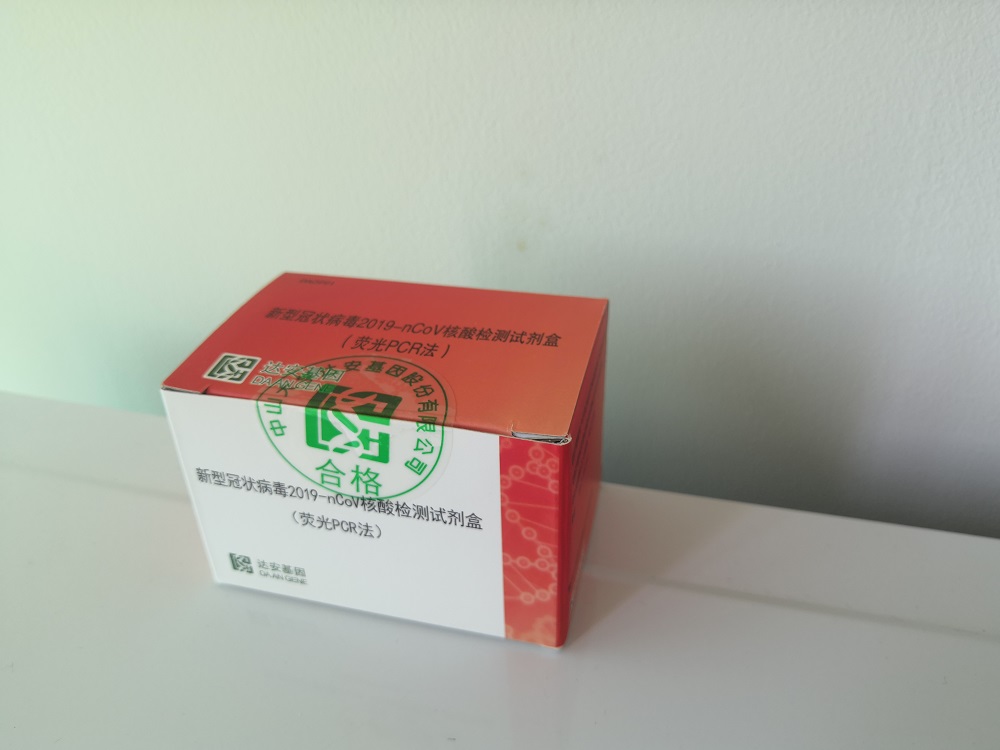 新型冠状病毒2019-nCoV核酸检测试剂盒
（荧光PCR法）
达安基因
DAAN GENE
中山大学达安基因股份有限公司
合格
新型冠状病毒2019-nCoV核酸检测试剂盒
（荧光PCR法）
达安基因
DAAN GENE